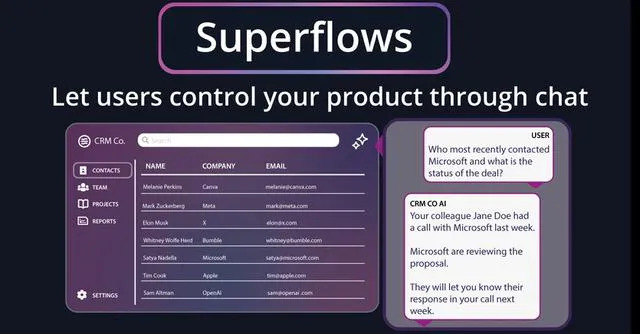 Superflows
Let users control your product through chat
CRM Co.
Search
CONTACTS
TEAM
PROJECTS
REPORTS
SETTINGS
NAME COMPANY EMAIL
Melanie Perkins Canva melanie@canva.com
Mark Zuckerberg Meta mark@meta.com
Elon Musk X elon@x.com
Whitney Wolfe Herd Bumble whitney@bumble.com
Satya Nadella Microsoft satya@microsoft.com
Tim Cook Apple tim@apple.com
Sam Altman OpenAI sam@openai.com
USER
Who most recently contacted
Microsoft and what is the
status of the deal?
CRM CO AI
Your colleague Jane Doe had
a call with Microsoft last week.
Microsoft are reviewing the
proposal.
They will let you know their
response in your call next
week.